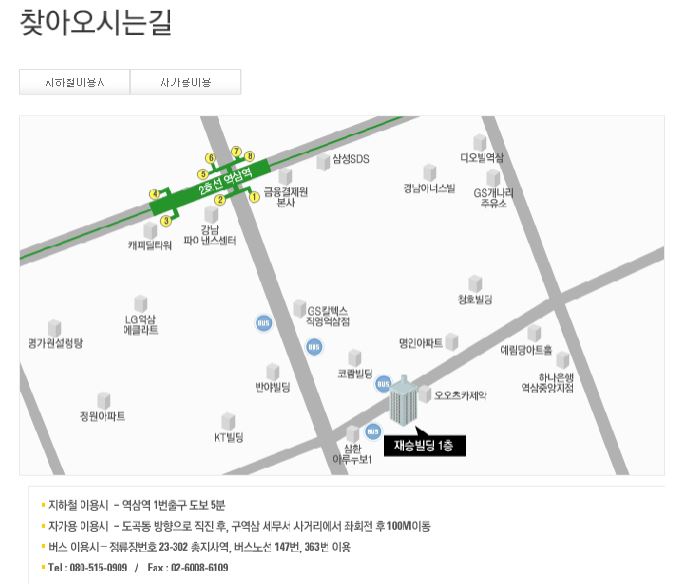 찾아오시는길
지하철이용시
자가용이용
삼성SDS
디오빌역삼
경남아너스빌
GS개나리
주유소
2호선 역삼역
금융결제원
본사
6
7
8
5
4
3
2
1
캐피탈타워
강남
파이낸스센터
청호빌딩
LG역삼
에클라트
GS칼텍스
직영역삼점
BUS
BUS
명가원설렁탕
명인아파트
예림당아트홀
코람빌딩
하나은행
역삼중앙지점
반야빌딩
BUS
오오츠카제약
정원아파트
KT빌딩
BUS
삼환
아르누보1
재승빌딩 1층
지하철 이용시 - 역삼역 1번출구 도보 5분
자가용 이용시 - 도곡동 방향으로 직진 후, 구역삼 세무서 사거리에서 좌회전 후 100M이동
버스 이용시 - 정류장번호 23-302 총지사역, 버스노선 147번, 363번 이용
Tel : 080-515-0909 / Fax : 02-6008-6109